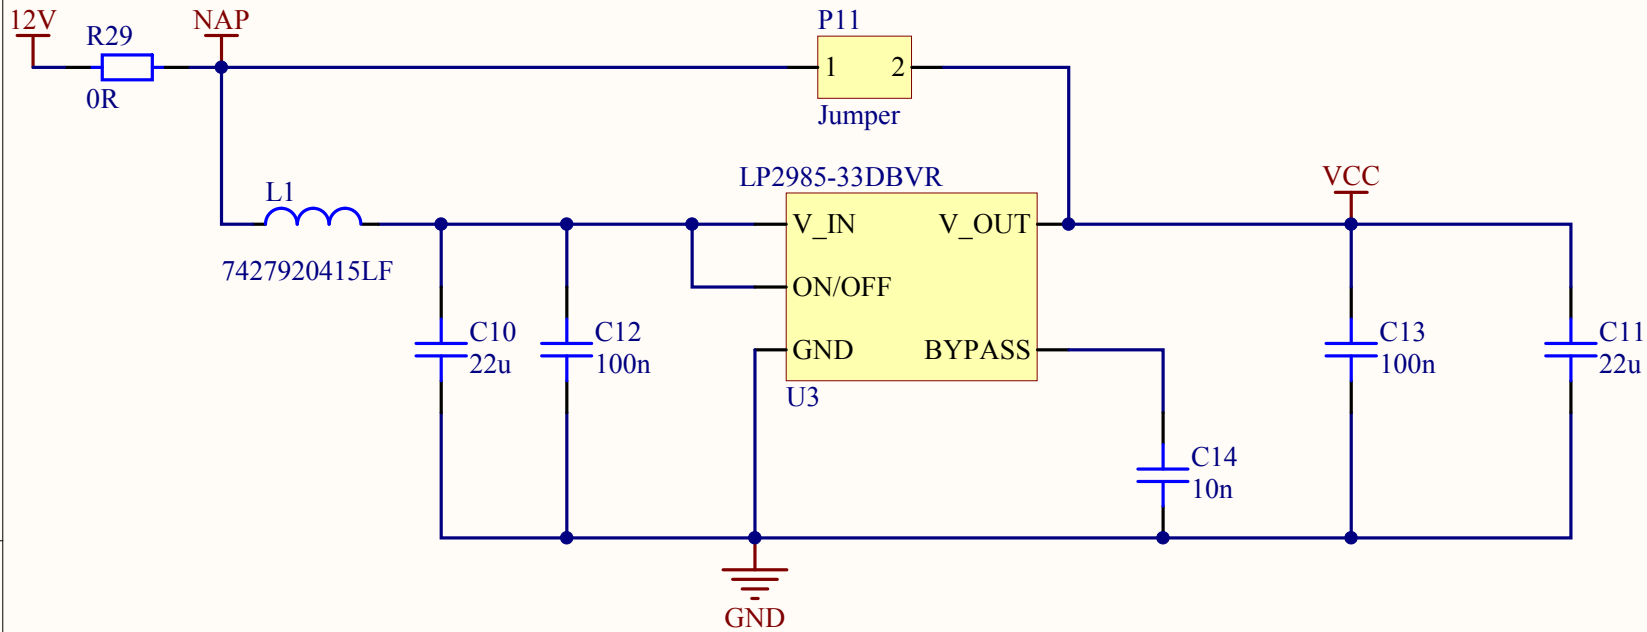 12V
NAP
P11
R29
1
2
0R
Jumper
LP2985-33DBVR
VCC
L1
V_IN
V_OUT
7427920415LF
ON/OFF
C10
22u
C12
100n
GND
BYPASS
C13
100n
C11
22u
U3
C14
10n
GND